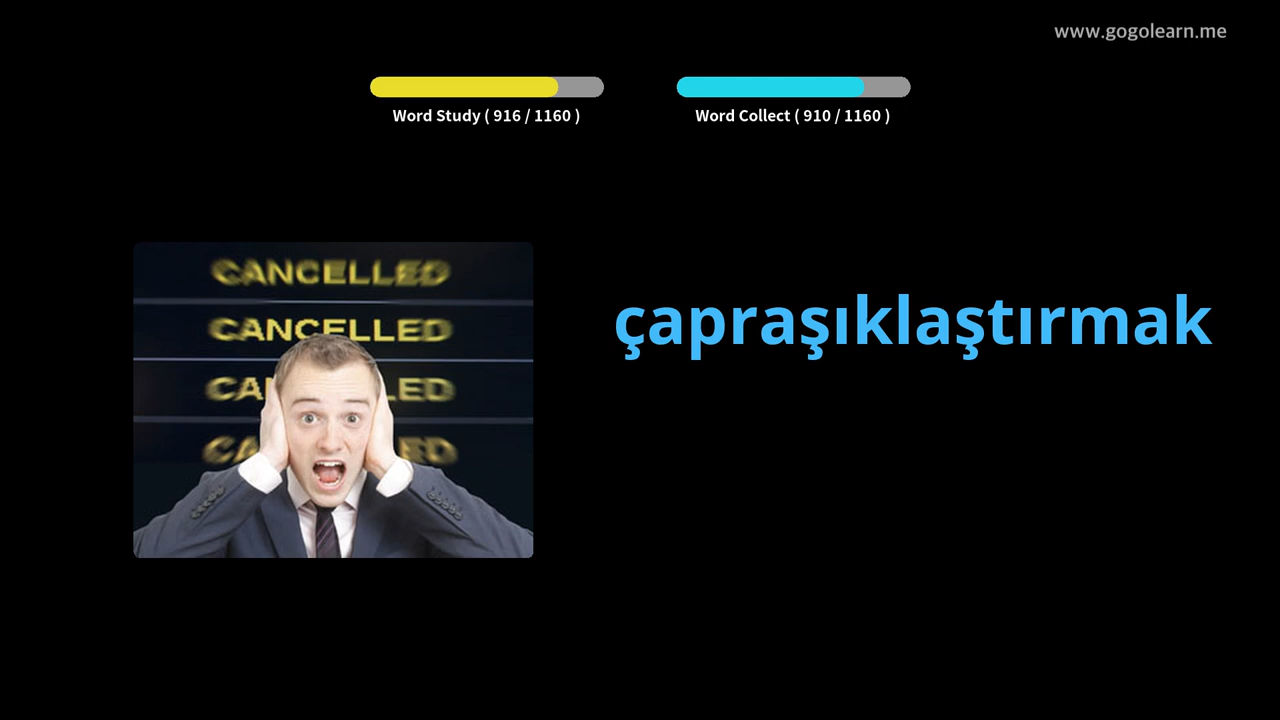 www.gogolearn.me
Word Study ( 916 / 1160 )
Word Collect ( 910 / 1160 )
CANCELLED
CANCELLED
çapraşıklaştırmak